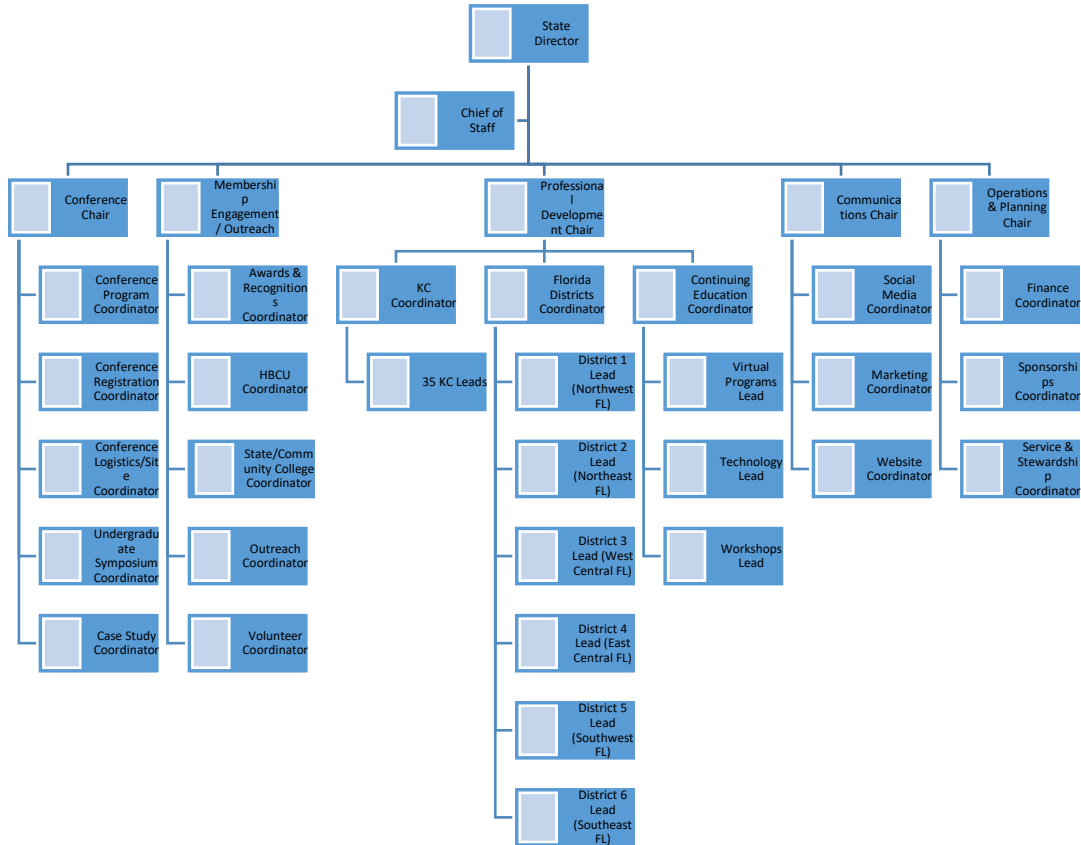 State
Director
Chief of
Staff
Conference
Chair
Membershi
p
Engagement
/ Outreach
Professiona
l
Developme
nt Chair
Communica
tions Chair
Operations
& Planning
Chair
Conference
Program
Coordinator
Awards &
Recognition
s
Coordinator
KC
Coordinator
Florida
Districts
Coordinator
Continuing
Education
Coordinator
Social
Media
Coordinator
Finance
Coordinator
Conference
Registration
Coordinator
HBCU
Coordinator
35 KC Leads
District 1
Lead
(Northwest
FL)
Virtual
Programs
Lead
Marketing
Coordinator
Sponsorshi
ps
Coordinator
Conference
Logistics/Sit
e
Coordinator
State/Comm
unity College
Coordinator
District 2
Lead
(Northeast
FL)
Technology
Lead
Website
Coordinator
Service &
Stewardshi
p
Coordinator
Undergradu
ate
Symposium
Coordinator
Outreach
Coordinator
District 3
Lead (West
Central FL)
Workshops
Lead
Case Study
Coordinator
Volunteer
Coordinator
District 4
Lead (East
Central FL)
District 5
Lead
(Southwest
FL)
District 6
Lead
(Southeast
FL)